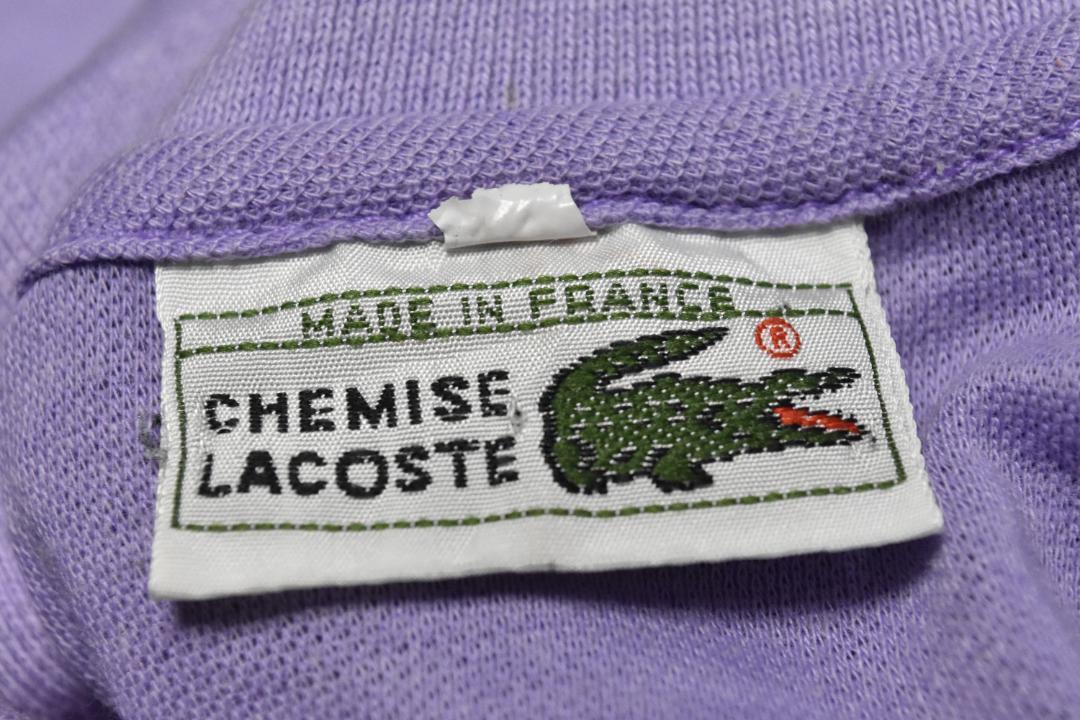 MADE IN FRANCE
®
CHEMISE
LACOSTE